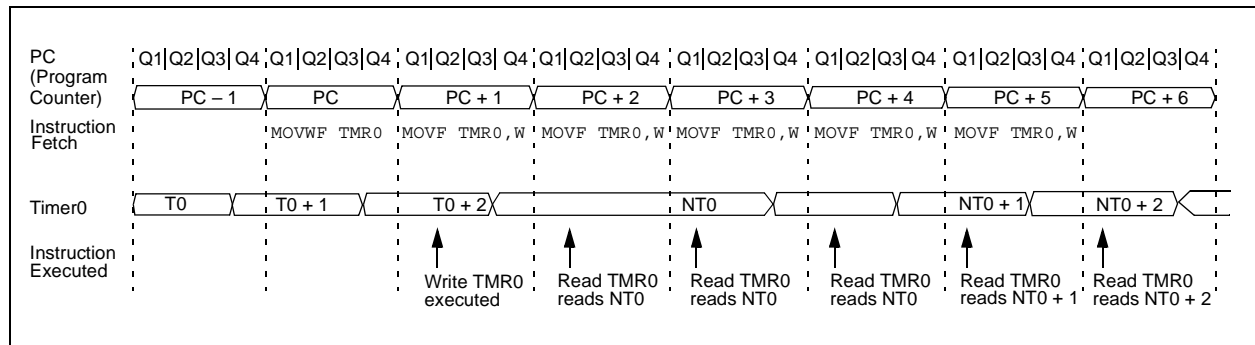 PC
(Program
Counter)
Q1 Q2 Q3 Q4 Q1 Q2 Q3 Q4 Q1 Q2 Q3 Q4 Q1 Q2 Q3 Q4 Q1 Q2 Q3 Q4 Q1 Q2 Q3 Q4 Q1 Q2 Q3 Q4 Q1 Q2 Q3 Q4
PC – 1 PC PC + 1 PC + 2 PC + 3 PC + 4 PC + 5 PC + 6
Instruction
Fetch
MOVWF TMR0 MOVF TMR0,W MOVF TMR0,W MOVF TMR0,W MOVF TMR0,W MOVF TMR0,W
Timer0
T0 T0 + 1 T0 + 2 NT0 NT0 + 1 NT0 + 2
Instruction
Executed
Write TMR0
executed
Read TMR0
reads NT0
Read TMR0
reads NT0
Read TMR0
reads NT0
Read TMR0
reads NT0 + 1
Read TMR0
reads NT0 + 2